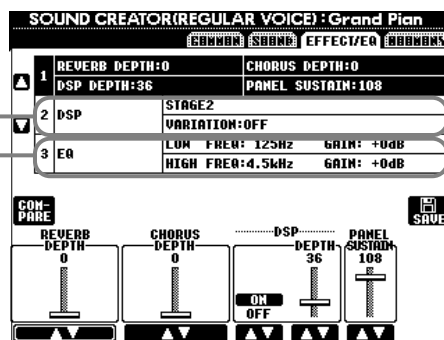 SOUND CREATOR(REGULAR VOICE) : Grand Pian
COMMON SOUND EFFECT/EQ HARMONY
1 REVERB DEPTH:0 CHORUS DEPTH:0
DSP DEPTH:36 PANEL SUSTAIN:108
2 DSP STAGE2
VARIATION:OFF
3 EQ LOW FREQ: 125Hz GAIN: +0dB
HIGH FREQ:4.5kHz GAIN: +0dB
COM-
PARE
SAVE
REVERB DEPTH
0
CHORUS DEPTH
0
DSP
DEPTH
36
ON
OFF
PANEL SUSTAIN
108